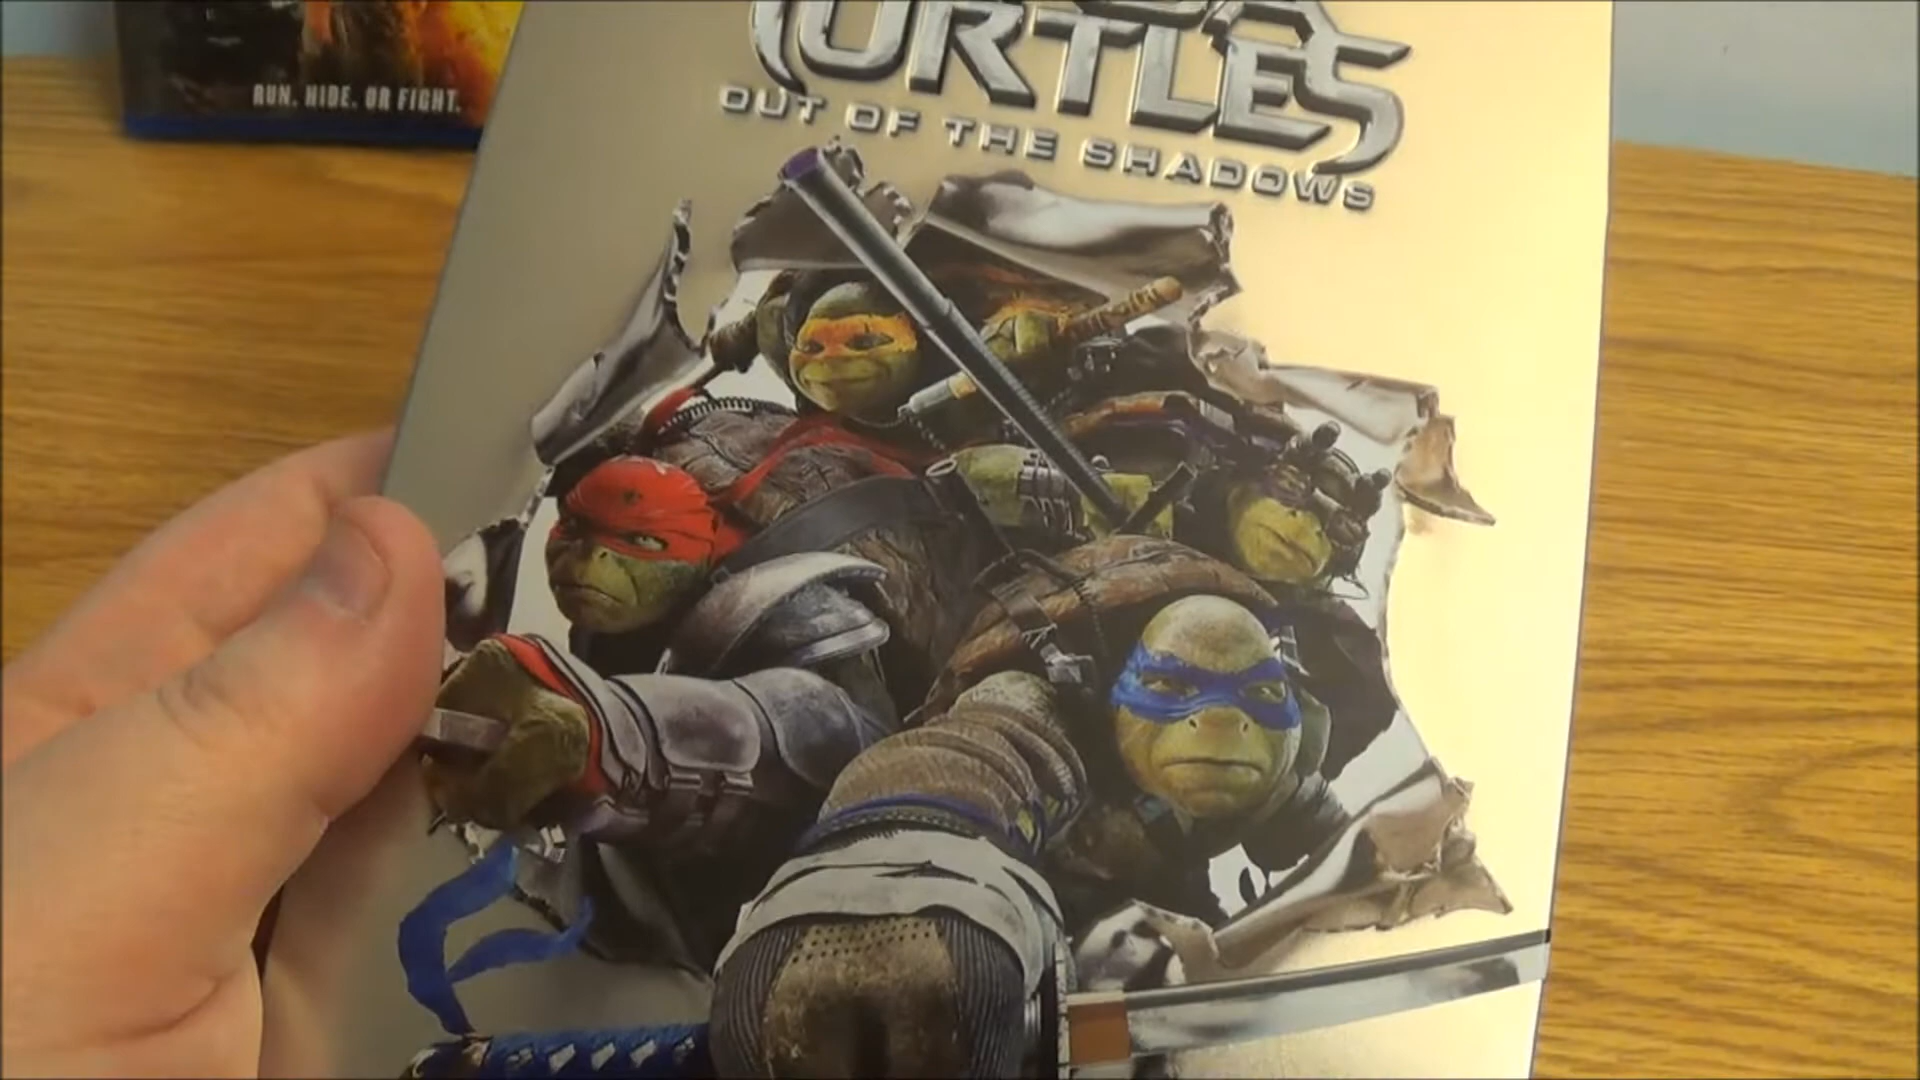 TURTLES
OUT OF THE SHADOWS
RUN. HIDE. OR FIGHT.